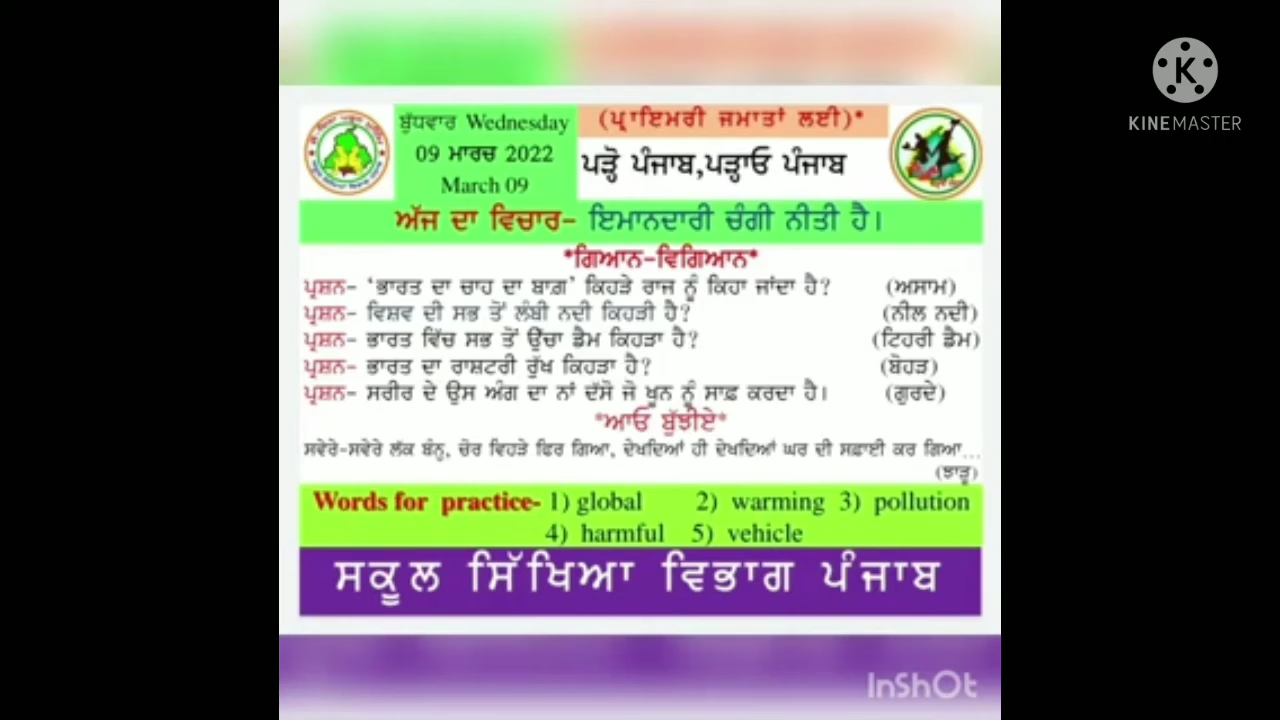 KINEMASTER
ਬੁੱਧਵਾਰ Wednesday
09 ਮਾਰਚ 2022
March 09
(ਪ੍ਰਾਇਮਰੀ ਜਮਾਤਾਂ ਲਈ)*
ਪੜ੍ਹੋ ਪੰਜਾਬ,ਪੜ੍ਹਾਓ ਪੰਜਾਬ
ਅੱਜ ਦਾ ਵਿਚਾਰ- ਇਮਾਨਦਾਰੀ ਚੰਗੀ ਨੀਤੀ ਹੈ।
*ਗਿਆਨ-ਵਿਗਿਆਨ*
ਪ੍ਰਸ਼ਨ- 'ਭਾਰਤ ਦਾ ਚਾਹ ਦਾ ਬਾਗ਼' ਕਿਹੜੇ ਰਾਜ ਨੂੰ ਕਿਹਾ ਜਾਂਦਾ ਹੈ? (ਅਸਾਮ)
ਪ੍ਰਸ਼ਨ- ਵਿਸ਼ਵ ਦੀ ਸਭ ਤੋਂ ਲੰਬੀ ਨਦੀ ਕਿਹੜੀ ਹੈ? (ਨੀਲ ਨਦੀ)
ਪ੍ਰਸ਼ਨ- ਭਾਰਤ ਵਿੱਚ ਸਭ ਤੋਂ ਉੱਚਾ ਡੈਮ ਕਿਹੜਾ ਹੈ? (ਟਿਹਰੀ ਡੈਮ)
ਪ੍ਰਸ਼ਨ- ਭਾਰਤ ਦਾ ਰਾਸ਼ਟਰੀ ਰੁੱਖ ਕਿਹੜਾ ਹੈ? (ਬੋਹੜ)
ਪ੍ਰਸ਼ਨ- ਸਰੀਰ ਦੇ ਉਸ ਅੰਗ ਦਾ ਨਾਂ ਦੱਸੋ ਜੋ ਖੂਨ ਨੂੰ ਸਾਫ਼ ਕਰਦਾ ਹੈ। (ਗੁਰਦੇ)
*ਆਓ ਬੁੱਝੀਏ*
ਸਵੇਰੇ-ਸਵੇਰੇ ਲੱਕ ਬੰਨ੍ਹ, ਚੋਰ ਵਿਹੜੇ ਫਿਰ ਗਿਆ, ਦੇਖਦਿਆਂ ਹੀ ਦੇਖਦਿਆਂ ਘਰ ਦੀ ਸਫ਼ਾਈ ਕਰ ਗਿਆ...
(ਝਾੜੂ)
Words for practice- 1) global 2) warming 3) pollution
4) harmful 5) vehicle
ਸਕੂਲ ਸਿੱਖਿਆ ਵਿਭਾਗ ਪੰਜਾਬ
InShOt